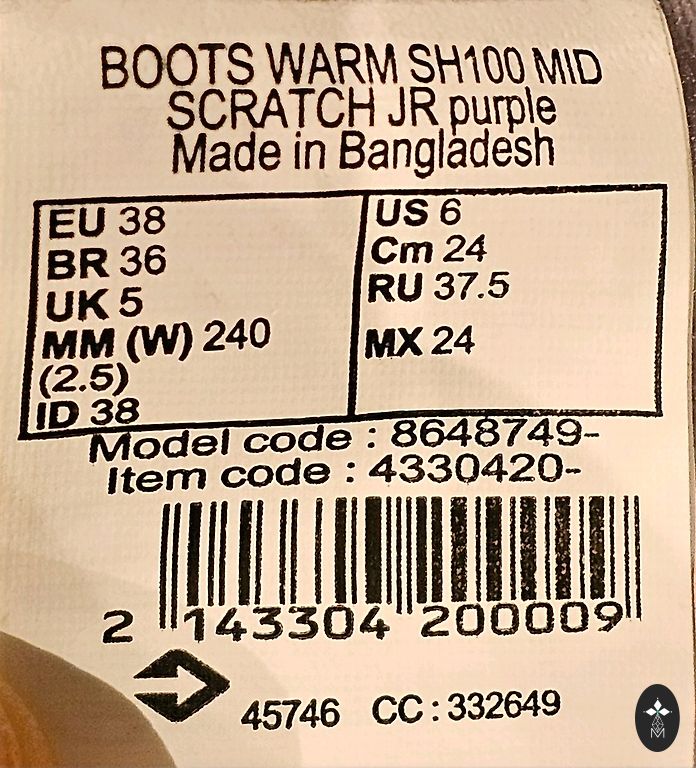 BOOTS WARM SH100 MID
SCRATCH JR purple
Made in Bangladesh
EU 38
BR 36
UK 5
MM (W) 240
(2.5)
ID 38
US 6
Cm 24
RU 37.5
MX 24
Model code : 8648749-
Item code : 4330420-
2 143304 200009
45746 CC : 332649
M